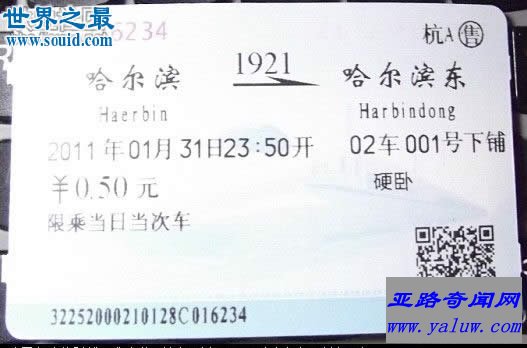 世界之最
www.souid.com
6234
杭A 售
哈尔滨 1921 哈尔滨东
Haerbin Harbindong
2011年01月31日23:50开 02车001号下铺
￥0.50元 硬卧
限乘当日当次车
32252000210128C016234
亚路奇闻网
www.yaluw.com